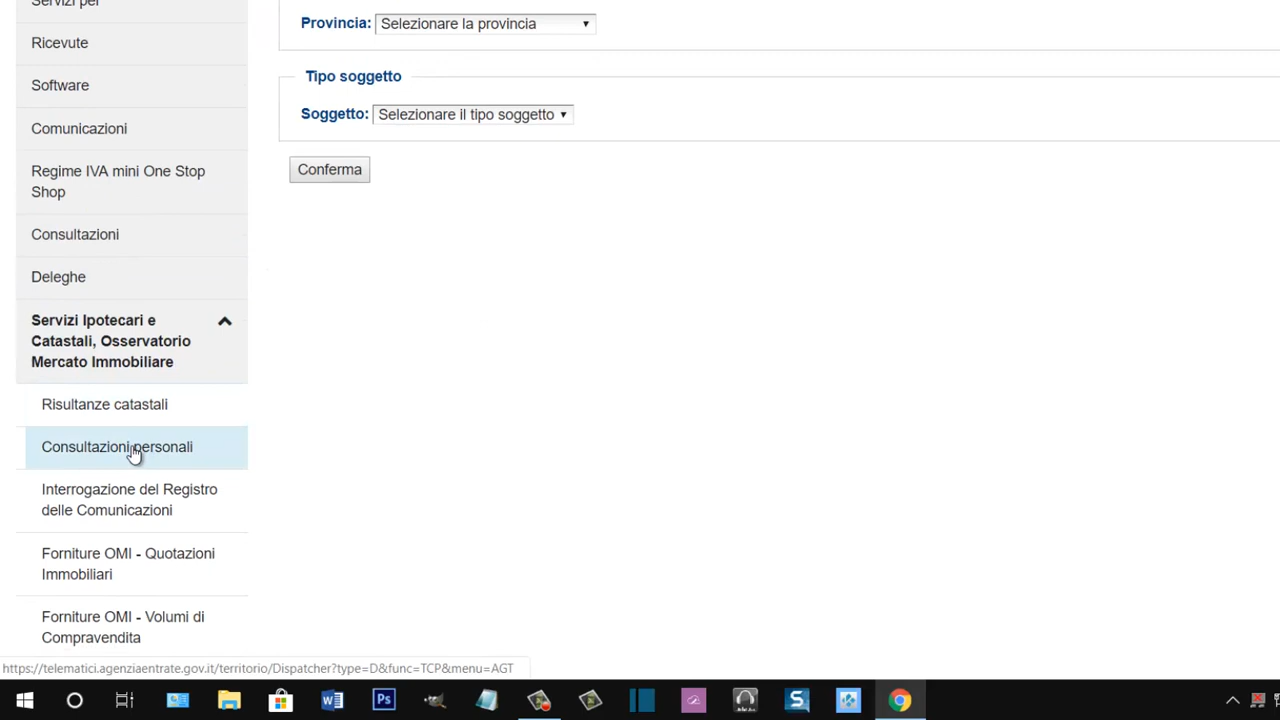 Servizi per
Provincia: Selezionare la provincia
Ricevute
Tipo soggetto
Software
Soggetto: Selezionare il tipo soggetto
Comunicazioni
Conferma
Regime IVA mini One Stop
Shop
Consultazioni
Deleghe
Servizi Ipotecari e
Catastali, Osservatorio
Mercato Immobiliare
Risultanze catastali
Consultazioni personali
Interrogazione del Registro
delle Comunicazioni
Forniture OMI - Quotazioni
Immobiliari
Forniture OMI - Volumi di
Compravendita
https://telematici.agenziaentrate.gov.it/territorio/Dispatcher?type=D&func=TCP&menu=AGT